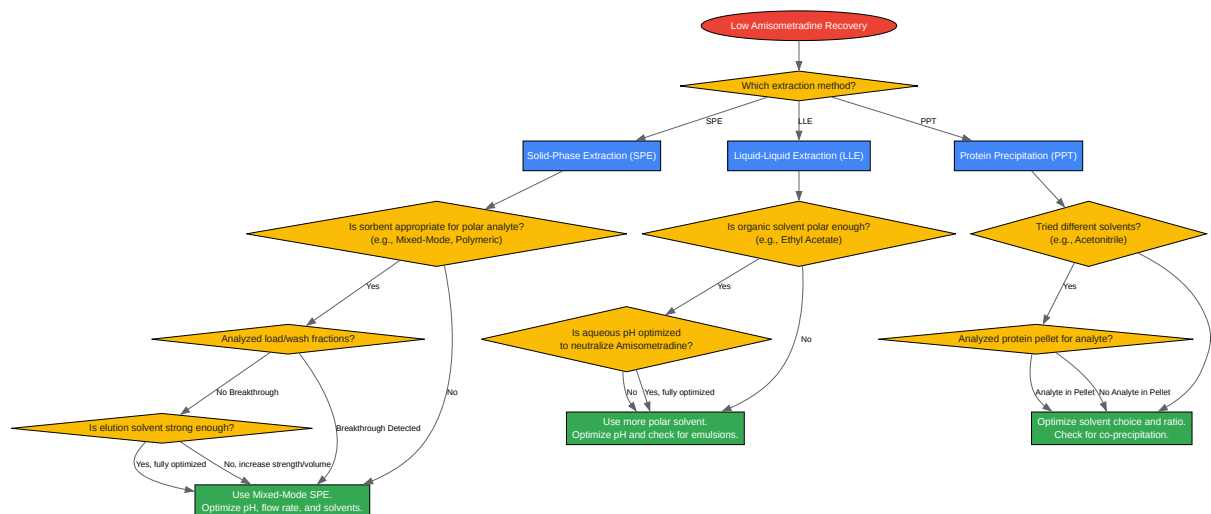 Low Amisometradine Recovery
Which extraction method?
SPE
LLE
PPT
Solid-Phase Extraction (SPE)
Liquid-Liquid Extraction (LLE)
Protein Precipitation (PPT)
Is sorbent appropriate for polar analyte?
(e.g., Mixed-Mode, Polymeric)
Is organic solvent polar enough?
(e.g., Ethyl Acetate)
Tried different solvents?
(e.g., Acetonitrile)
Yes
Yes
Yes
Analyzed load/wash fractions?
Is aqueous pH optimized
to neutralize Amisometradine?
Analyzed protein pellet for analyte?
No
No
No Breakthrough
No
Yes, fully optimized
Analyte in Pellet
No Analyte in Pellet
Is elution solvent strong enough?
Breakthrough Detected
Use more polar solvent.
Optimize pH and check for emulsions.
Optimize solvent choice and ratio.
Check for co-precipitation.
Yes, fully optimized
No, increase strength/volume
Use Mixed-Mode SPE.
Optimize pH, flow rate, and solvents.